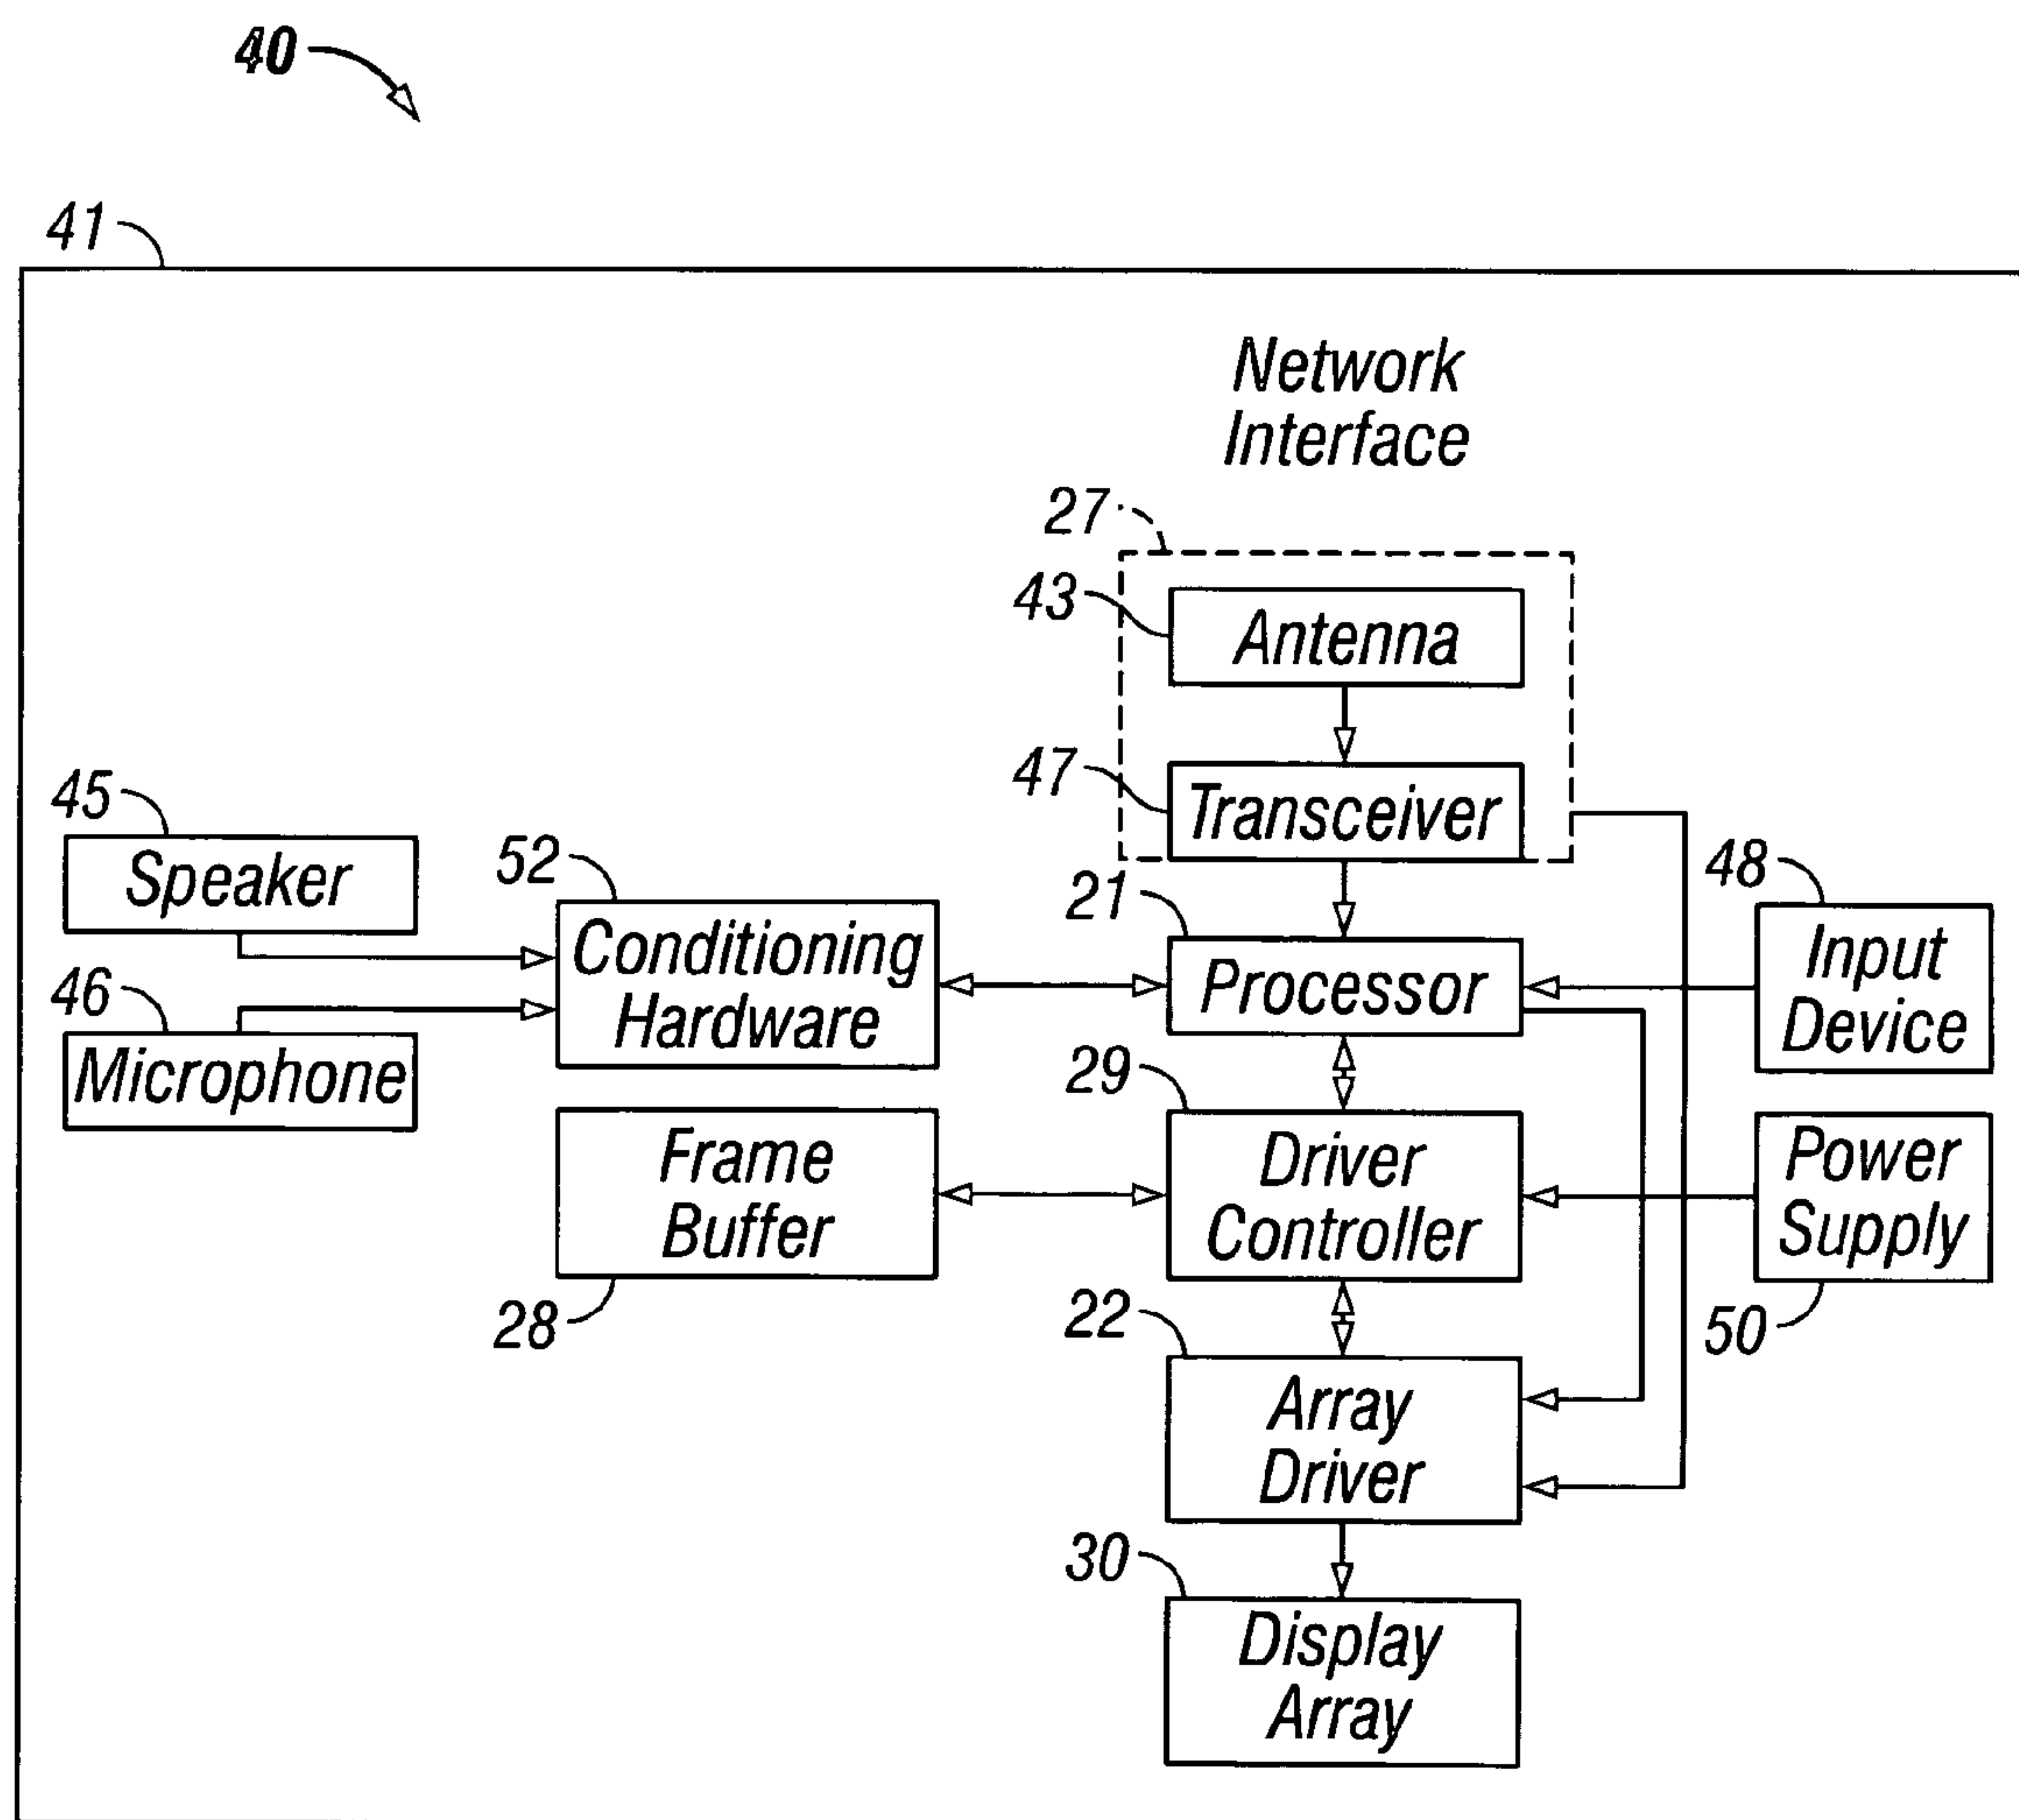 40
41
Network
Interface
27
43
Antenna
47
Transceiver
45
Speaker
52
Conditioning
Hardware
21
Processor
48
Input
Device
46
Microphone
29
Driver
Controller
Frame
Buffer
28
Power
Supply
50
22
Array
Driver
30
Display
Array